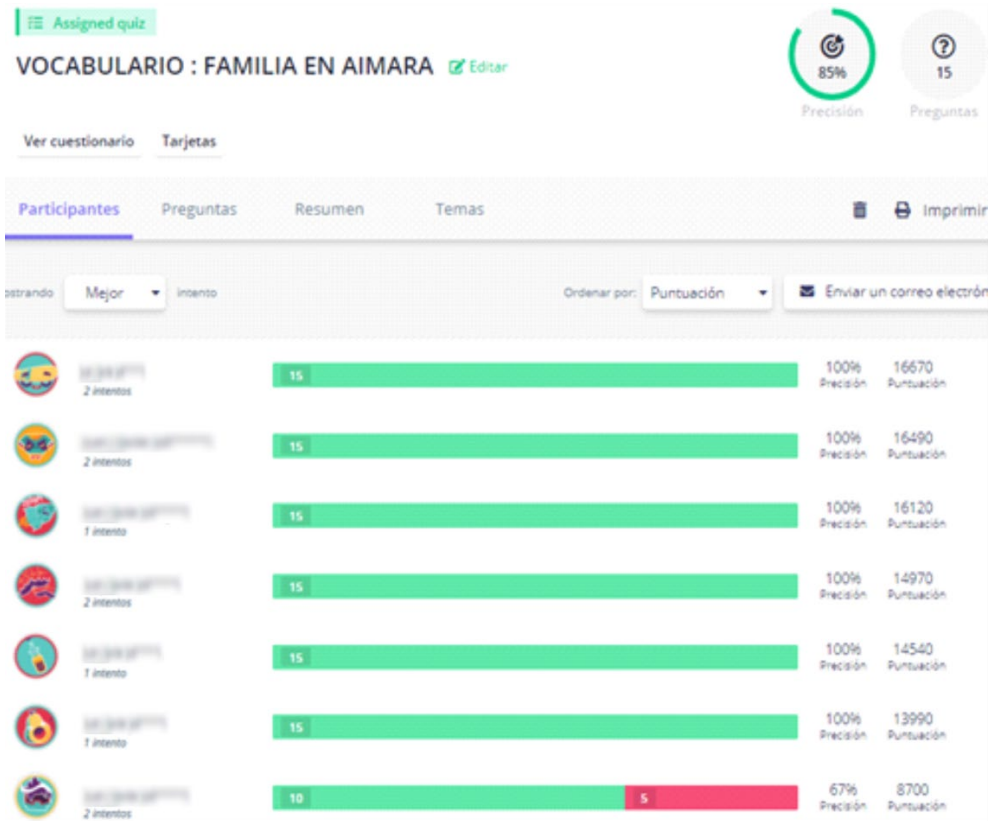 Assigned quiz
VOCABULARIO : FAMILIA EN AIMARA Editar
85%
Precisión
15
Preguntas
Ver cuestionario Tarjetas
Participantes Preguntas Resumen Temas Imprimir
ostrando Mejor intento Ordenar por: Puntuación Enviar un correo electrón
2 intentos
15
100%
Precisión
16670
Puntuación
2 intentos
15
100%
Precisión
16490
Puntuación
1 intento
15
100%
Precisión
16120
Puntuación
2 intentos
15
100%
Precisión
14970
Puntuación
1 intento
15
100%
Precisión
14540
Puntuación
1 intento
15
100%
Precisión
13990
Puntuación
2 intentos
10
5
67%
Precisión
8700
Puntuación